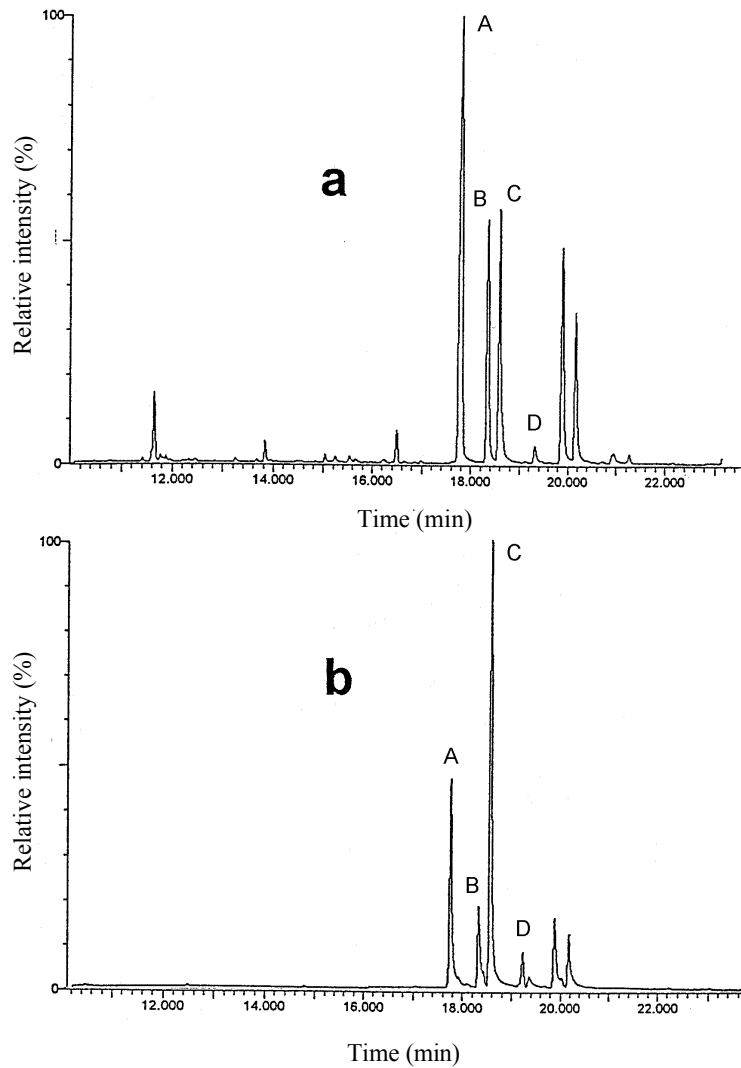 100
A
a
B
C
Relative intensity (%)
D
0
12.000
14.000
16.000
18.000
20.000
22.000
Time (min)
100
C
b
A
Relative intensity (%)
B
D
0
12.000
14.000
16.000
18.000
20.000
22.000
Time (min)